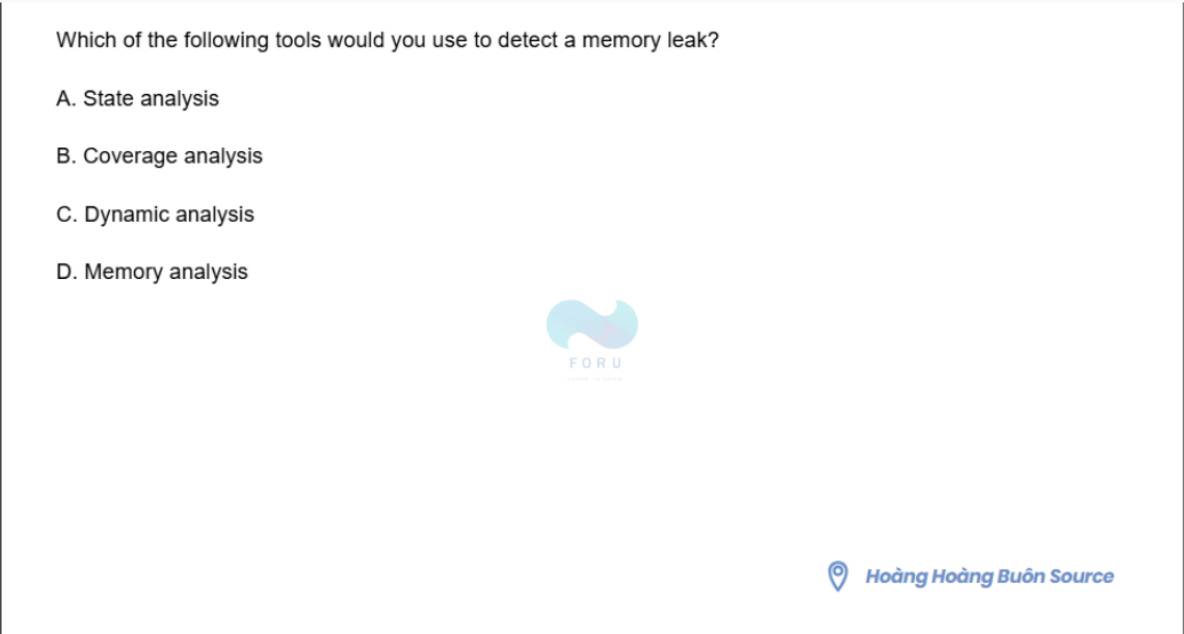 Which of the following tools would you use to detect a memory leak?
A. State analysis
B. Coverage analysis
C. Dynamic analysis
D. Memory analysis
FORU
Hoàng Hoàng Buôn Source